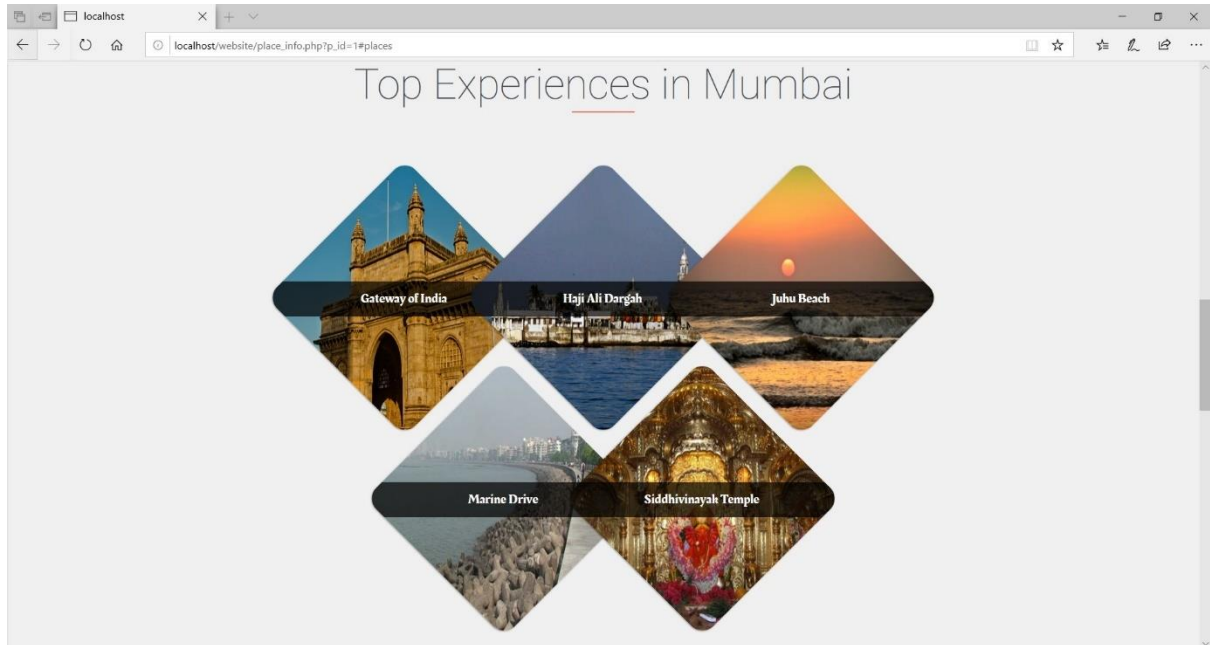 localhost
localhost/website/place_info.php?p_id=1#places
Top Experiences in Mumbai
Gateway of India
Haji Ali Dargah
Juhu Beach
Marine Drive
Siddhivinayak Temple